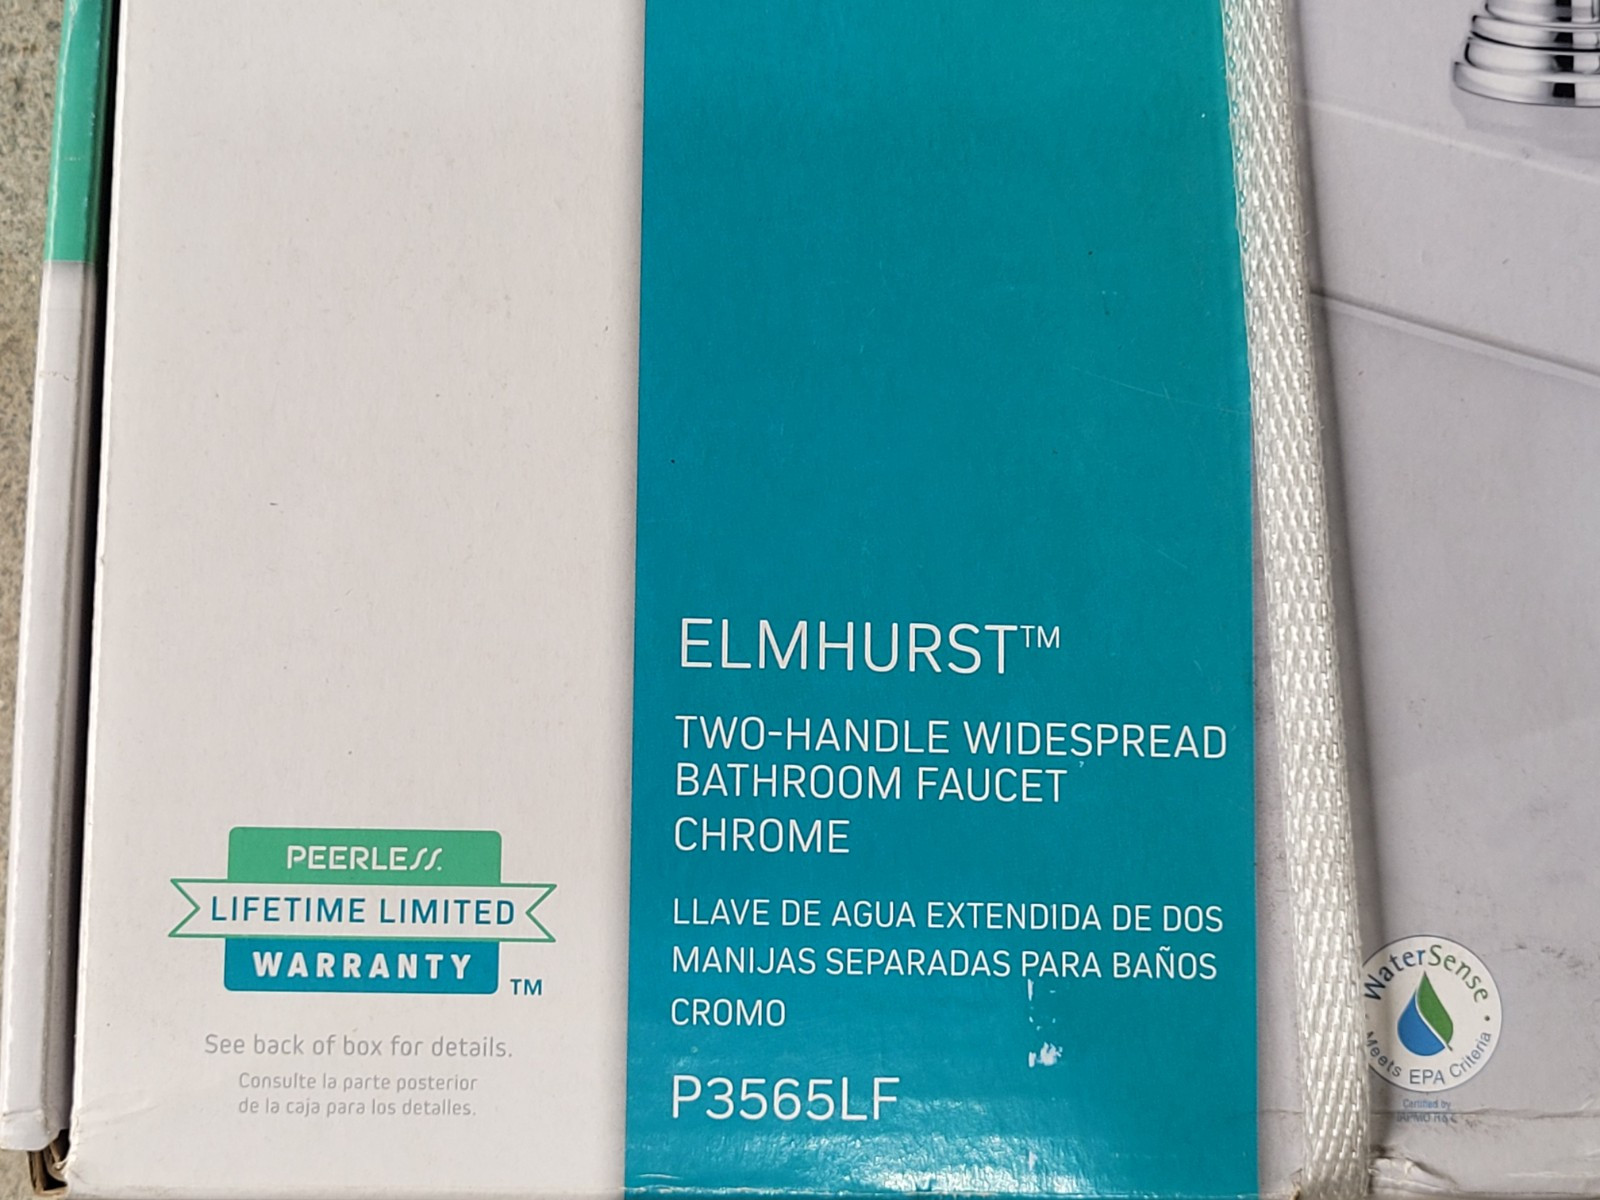 ELMHURST™
TWO-HANDLE WIDESPREAD
BATHROOM FAUCET
CHROME
LLAVE DE AGUA EXTENDIDA DE DOS
MANIJAS SEPARADAS PARA BAÑOS
CROMO
P3565LF
PEERLESS.
LIFETIME LIMITED
WARRANTY ™
See back of box for details.
Consulte la parte posterior
de la caja para los detalles.
WaterSense
Meets EPA Criteria
Certified by